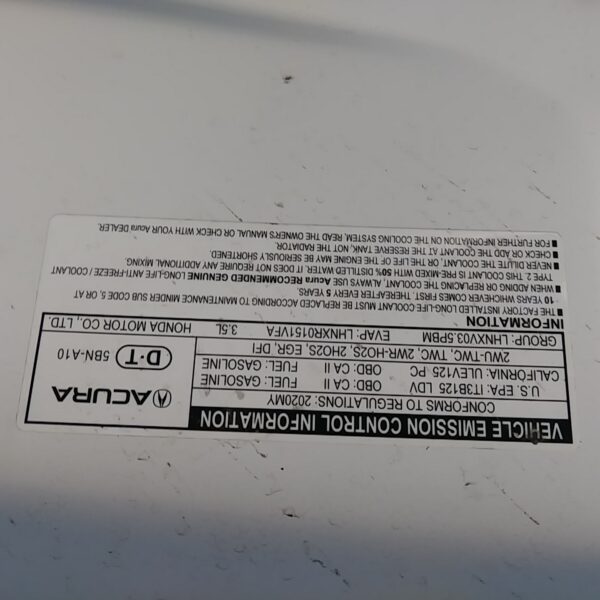 VEHICLE EMISSION CONTROL INFORMATION
CONFORMS TO REGULATIONS: 2020MY
U.S. EPA: IT3B125 LDV OBD: CA II FUEL: GASOLINE
CALIFORNIA: ULEV125 PC OBD: CA II FUEL: GASOLINE
2WU-TWC, TWC, 2WR-HO2S, 2HO2S, EGR, DFI
GROUP: LHNXV03.5PBM EVAP: LHNXR0151VFA 3.5L HONDA MOTOR CO., LTD.
ACURA
D·T
5BN-A10
INFORMATION
■ THE FACTORY INSTALLED LONG-LIFE COOLANT MUST BE REPLACED ACCORDING TO MAINTENANCE MINDER SUB CODE 5, OR AT
10 YEARS WHICHEVER COMES FIRST. THEREAFTER EVERY 5 YEARS.
■ WHEN ADDING OR REPLACING THE COOLANT, ALWAYS USE Acura RECOMMENDED GENUINE LONG-LIFE ANTI-FREEZE / COOLANT
TYPE 2. THIS COOLANT IS PRE-MIXED WITH 50% DISTILLED WATER. IT DOES NOT REQUIRE ANY ADDITIONAL MIXING.
■ NEVER DILUTE THE COOLANT, OR THE LIFE OF THE ENGINE MAY BE SERIOUSLY SHORTENED.
■ CHECK OR ADD THE COOLANT AT THE RESERVE TANK, NOT THE RADIATOR.
■ FOR FURTHER INFORMATION ON THE COOLING SYSTEM, READ THE OWNERS MANUAL OR CHECK WITH YOUR Acura DEALER.